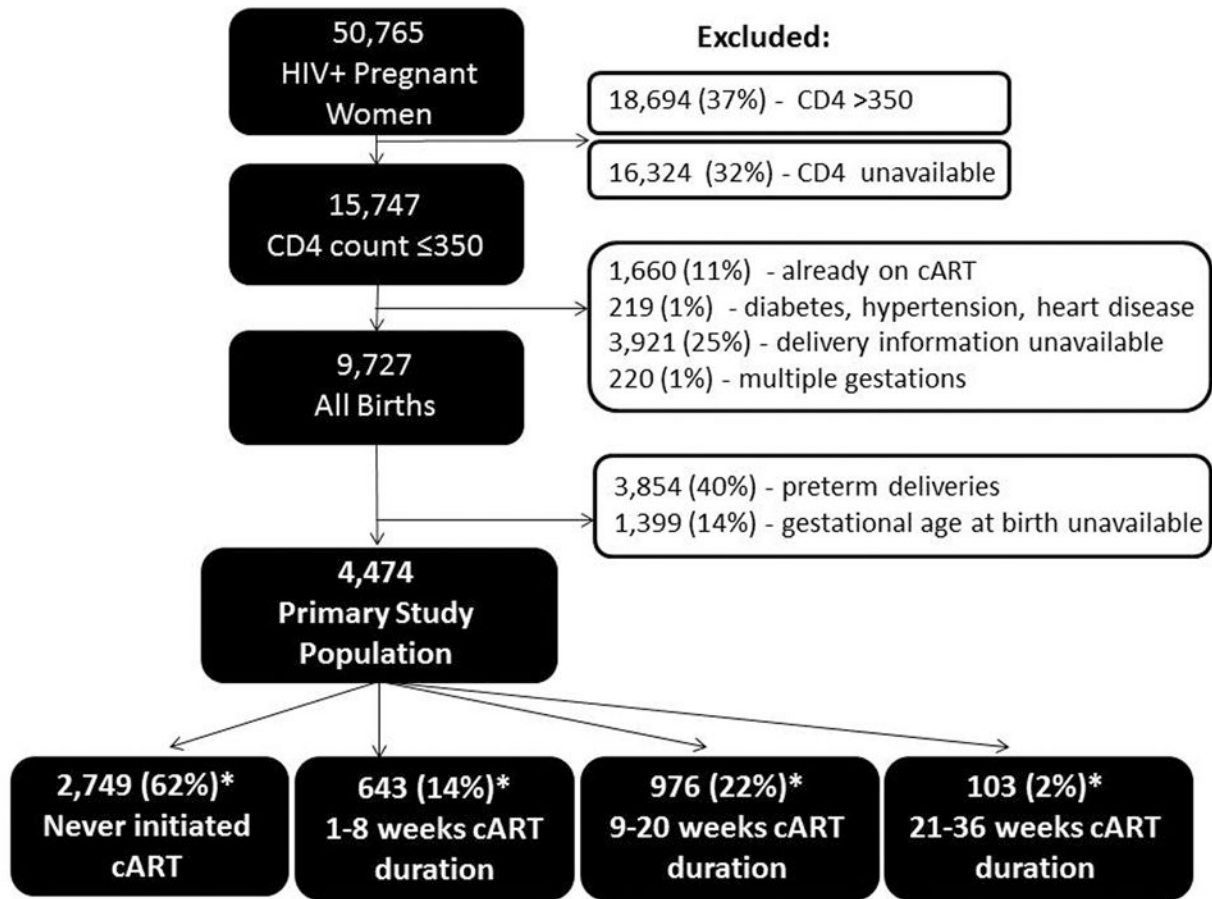 50,765
HIV+ Pregnant
Women
Excluded:
18,694 (37%) - CD4 >350
16,324 (32%) - CD4 unavailable
15,747
CD4 count ≤350
1,660 (11%) - already on cART
219 (1%) - diabetes, hypertension, heart disease
3,921 (25%) - delivery information unavailable
220 (1%) - multiple gestations
9,727
All Births
3,854 (40%) - preterm deliveries
1,399 (14%) - gestational age at birth unavailable
4,474
Primary Study
Population
2,749 (62%)*
Never initiated
cART
643 (14%)*
1-8 weeks cART
duration
976 (22%)*
9-20 weeks cART
duration
103 (2%)*
21-36 weeks cART
duration